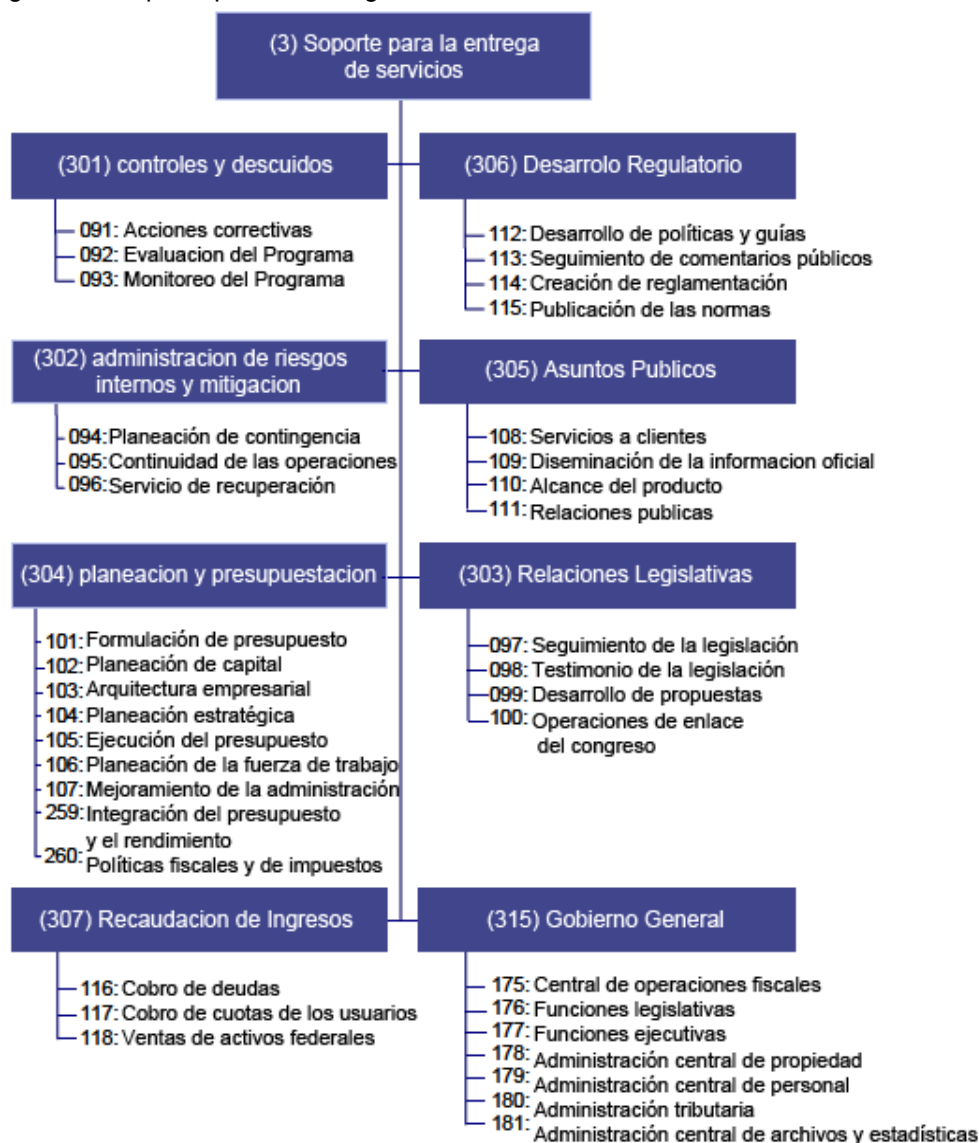 (3) Soporte para la entrega
de servicios
(301) controles y descuidos
091: Acciones correctivas
092: Evaluacion del Programa
093: Monitoreo del Programa
(306) Desarrolo Regulatorio
112: Desarrollo de políticas y guías
113: Seguimiento de comentarios públicos
114: Creación de reglamentación
115: Publicación de las normas
(302) administracion de riesgos
internos y mitigacion
094: Planeación de contingencia
095: Continuidad de las operaciones
096: Servicio de recuperación
(305) Asuntos Publicos
108: Servicios a clientes
109: Diseminación de la informacion oficial
110: Alcance del producto
111: Relaciones publicas
(304) planeacion y presupuestacion
101: Formulación de presupuesto
102: Planeación de capital
103: Arquitectura empresarial
104: Planeación estratégica
105: Ejecución del presupuesto
106: Planeación de la fuerza de trabajo
107: Mejoramiento de la administración
259: Integración del presupuesto
y el rendimiento
260: Políticas fiscales y de impuestos
(303) Relaciones Legislativas
097: Seguimiento de la legislación
098: Testimonio de la legislación
099: Desarrollo de propuestas
100: Operaciones de enlace
del congreso
(307) Recaudacion de Ingresos
116: Cobro de deudas
117: Cobro de cuotas de los usuarios
118: Ventas de activos federales
(315) Gobierno General
175: Central de operaciones fiscales
176: Funciones legislativas
177: Funciones ejecutivas
178: Administración central de propiedad
179: Administración central de personal
180: Administración tributaria
181: Administración central de archivos y estadísticas